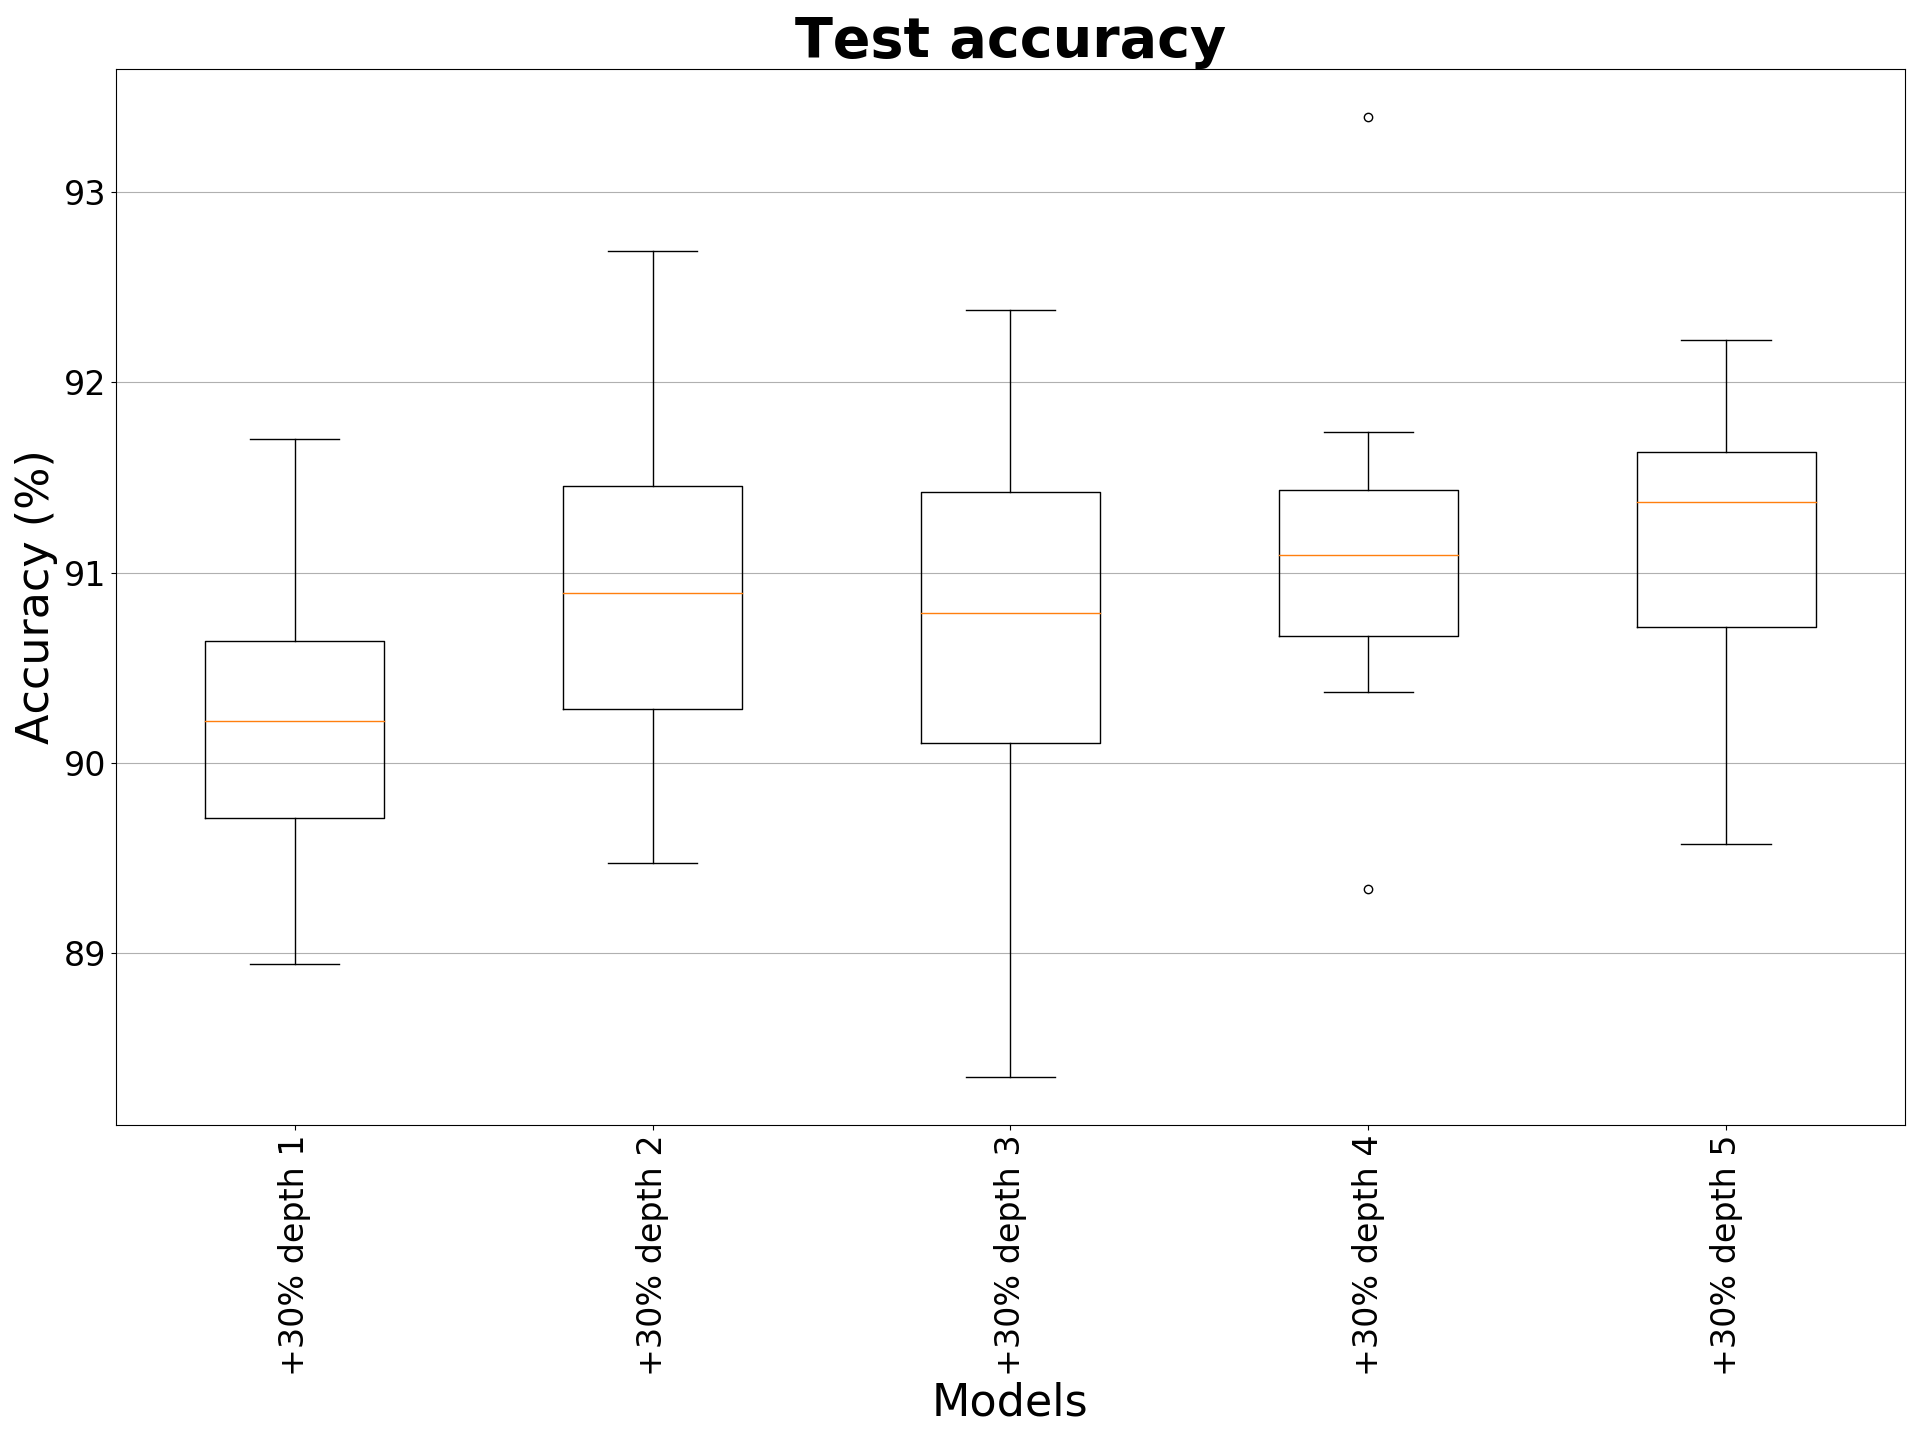 Test accuracy
Accuracy (%)
93
92
91
90
89
+30% depth 1
+30% depth 2
+30% depth 3
+30% depth 4
+30% depth 5
Models